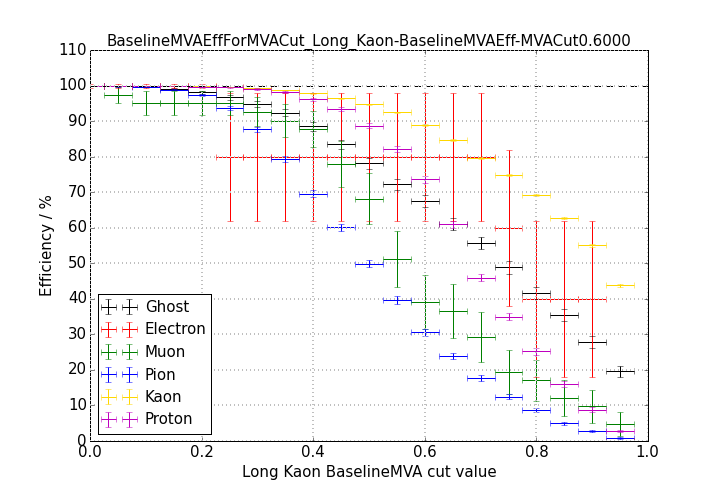 BaselineMVAEffForMVACut_Long_Kaon-BaselineMVAEff-MVACut0.6000
110
100
90
80
70
60
50
40
30
20
10
0
Efficiency / %
Ghost
Electron
Muon
Pion
Kaon
Proton
0.0 0.2 0.4 0.6 0.8 1.0
Long Kaon BaselineMVA cut value